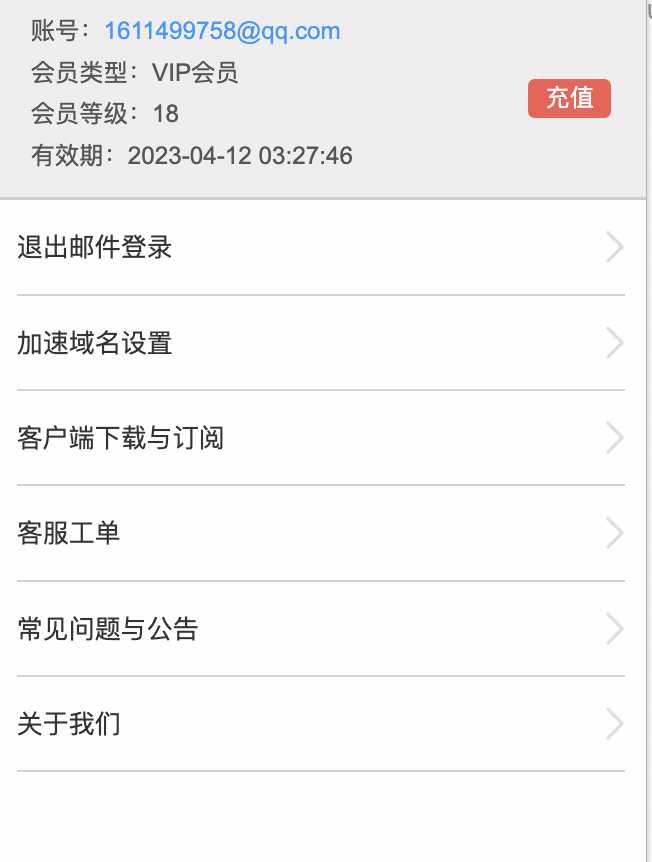 账号：1611499758@qq.com
会员类型：VIP会员
会员等级：18
充值
有效期：2023-04-12 03:27:46
退出邮件登录
加速域名设置
客户端下载与订阅
客服工单
常见问题与公告
关于我们